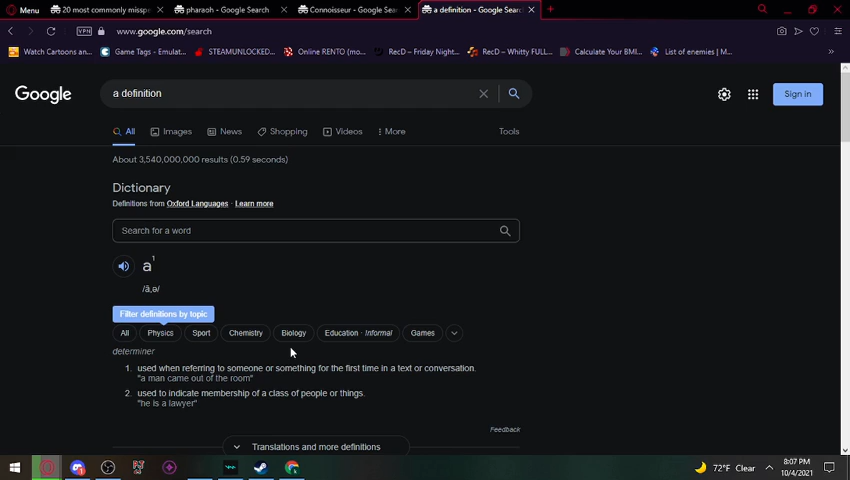 Menu
20 most commonly misspe
pharaoh - Google Search
Connoisseur - Google Sea
a definition - Google Searc
VPN
www.google.com/search
Watch Cartoons an...
Game Tags - Emulat...
STEAMUNLOCKED...
Online RENTO (mo...
RecD – Friday Night...
RecD – Whitty FULL...
Calculate Your BMI...
List of enemies | M...
Google
a definition
Sign in
All
Images
News
Shopping
Videos
More
Tools
About 3,540,000,000 results (0.59 seconds)
Dictionary
Definitions from Oxford Languages · Learn more
Search for a word
a¹
/ā,ə/
Filter definitions by topic
All
Physics
Sport
Chemistry
Biology
Education · Informal
Games
determiner
1. used when referring to someone or something for the first time in a text or conversation.
"a man came out of the room"
2. used to indicate membership of a class of people or things.
"he is a lawyer"
Feedback
Translations and more definitions
72°F Clear
8:07 PM
10/4/2021